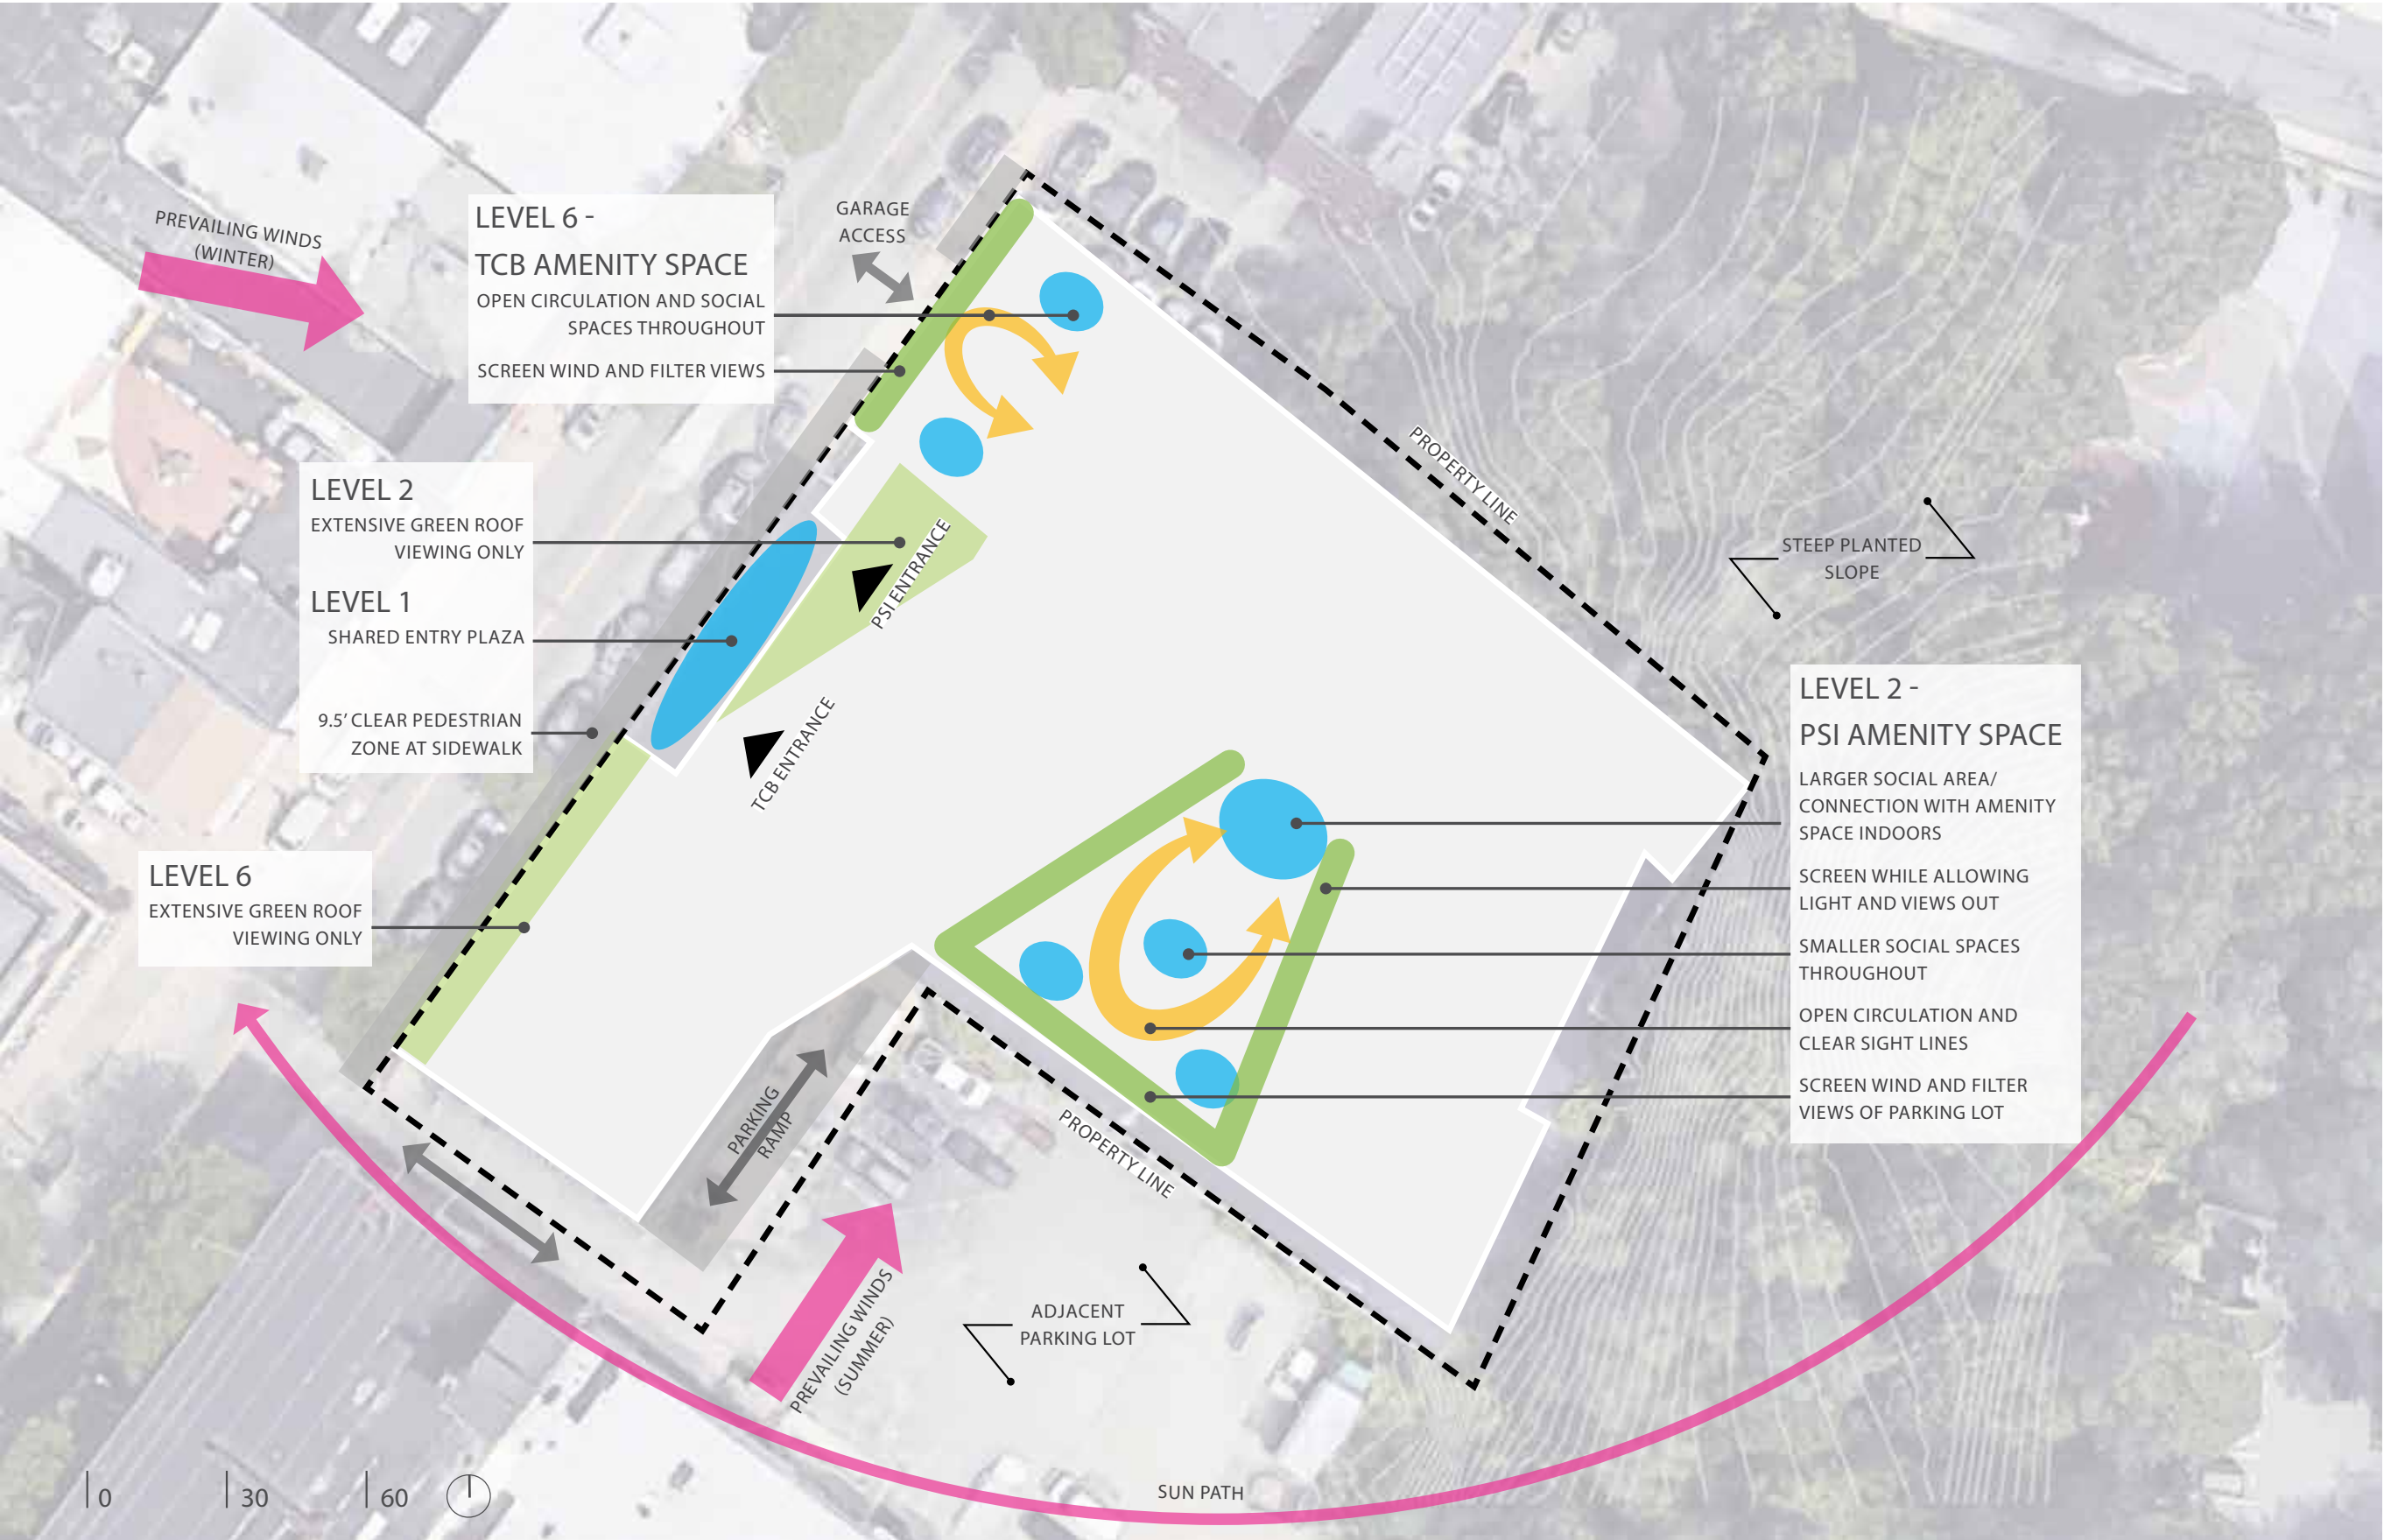 PREVAILING WINDS
(WINTER)
LEVEL 6 -
TCB AMENITY SPACE
OPEN CIRCULATION AND SOCIAL
SPACES THROUGHOUT
SCREEN WIND AND FILTER VIEWS
GARAGE
ACCESS
LEVEL 2
EXTENSIVE GREEN ROOF
VIEWING ONLY
LEVEL 1
SHARED ENTRY PLAZA
9.5’ CLEAR PEDESTRIAN
ZONE AT SIDEWALK
PSI ENTRANCE
TCB ENTRANCE
PROPERTY LINE
STEEP PLANTED
SLOPE
LEVEL 6
EXTENSIVE GREEN ROOF
VIEWING ONLY
LEVEL 2 -
PSI AMENITY SPACE
LARGER SOCIAL AREA/
CONNECTION WITH AMENITY
SPACE INDOORS
SCREEN WHILE ALLOWING
LIGHT AND VIEWS OUT
SMALLER SOCIAL SPACES
THROUGHOUT
OPEN CIRCULATION AND
CLEAR SIGHT LINES
SCREEN WIND AND FILTER
VIEWS OF PARKING LOT
PARKING
RAMP
PROPERTY LINE
PREVAILING WINDS
(SUMMER)
ADJACENT
PARKING LOT
SUN PATH
0
30
60